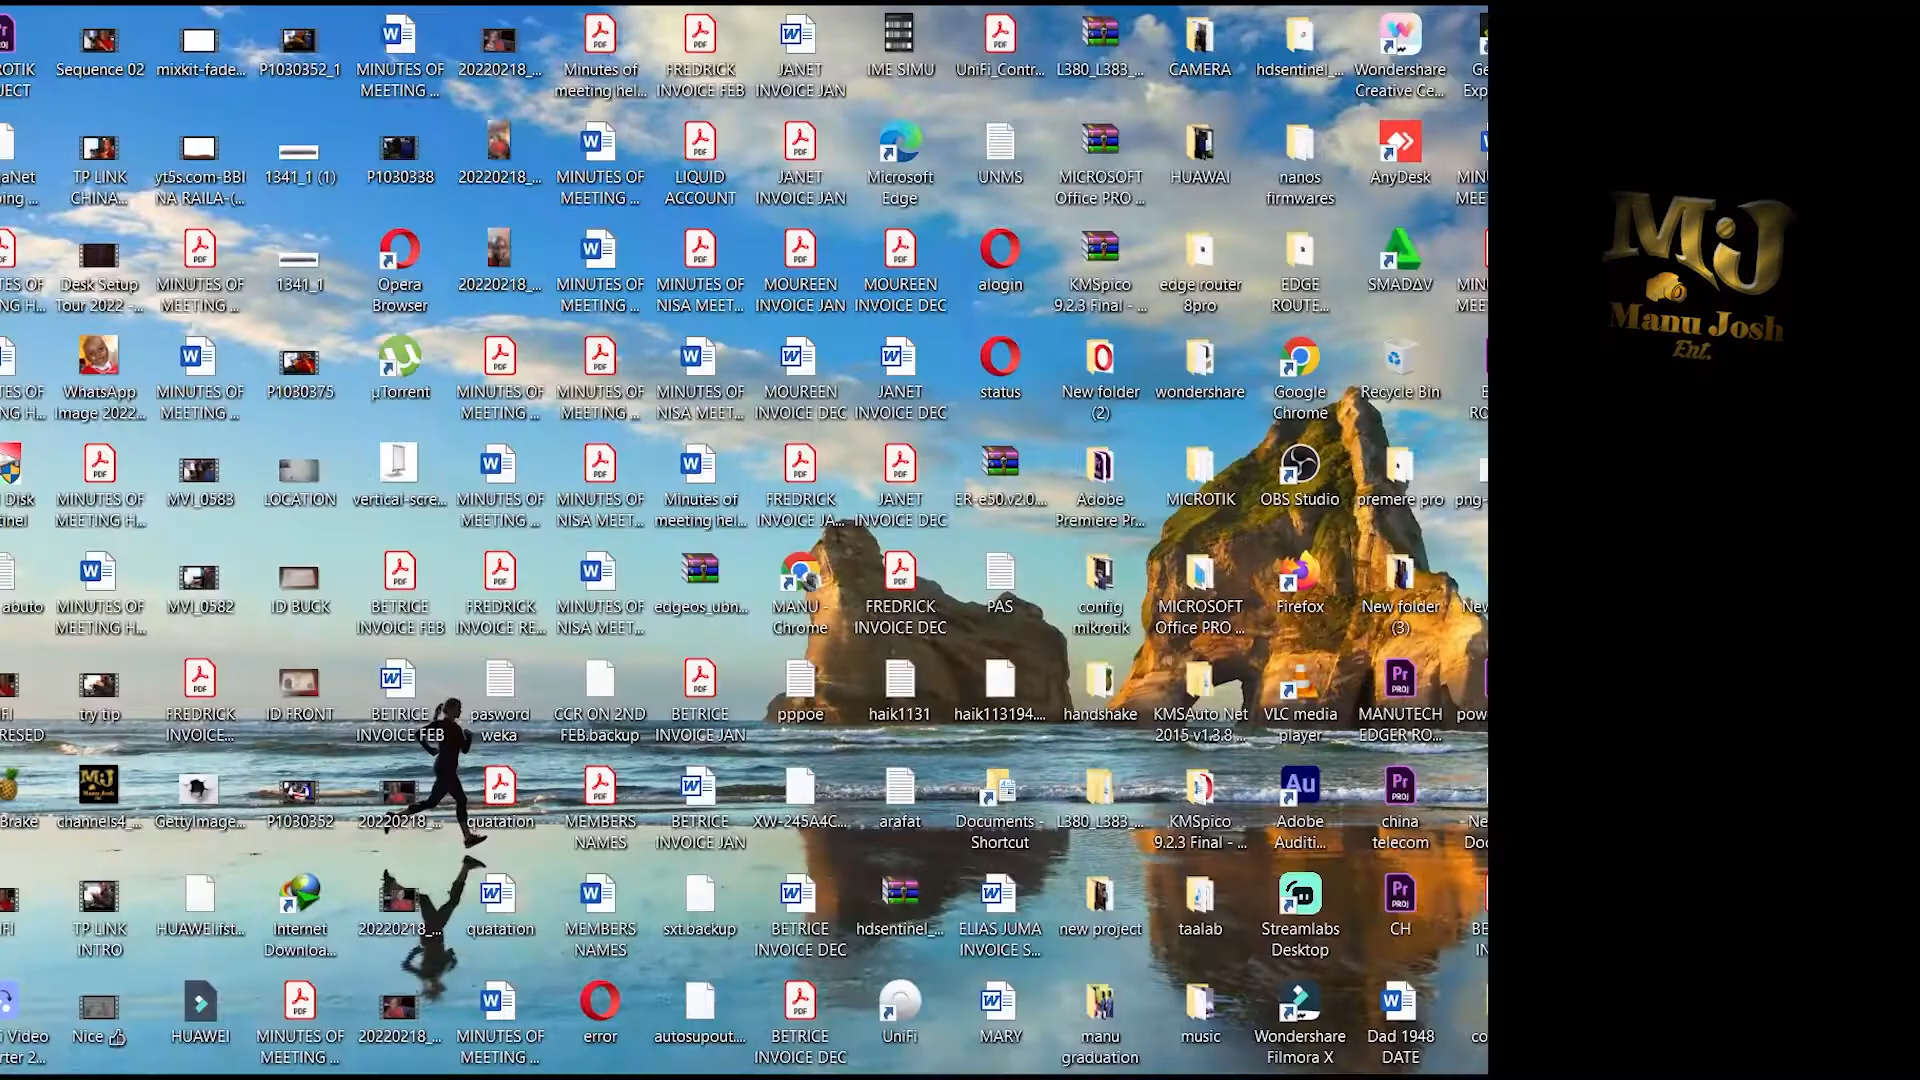 Sequence 02
mixkit-fade...
P1030352_1
MINUTES OF MEETING ...
20220218_...
Minutes of meeting hel...
FREDRICK INVOICE FEB
JANET INVOICE JAN
IME SIMU
UniFi_Contr...
L380_L383_...
CAMERA
hdsentinel_...
Wondershare Creative Ce...
TP LINK CHINA...
yt5s.com-BBI NA RAILA-(...
1341_1 (1)
P1030338
20220218_...
MINUTES OF MEETING ...
LIQUID ACCOUNT
JANET INVOICE JAN
Microsoft Edge
UNMS
MICROSOFT Office PRO ...
HUAWAI
nanos firmwares
AnyDesk
Desk Setup Tour 2022 -...
MINUTES OF MEETING ...
1341_1
Opera Browser
20220218_...
MINUTES OF MEETING ...
MINUTES OF NISA MEET...
MOUREEN INVOICE JAN
MOUREEN INVOICE DEC
alogin
KMSpico 9.2.3 Final - ...
edge router 8pro
EDGE ROUTE...
SMADΔV
WhatsApp Image 2022...
MINUTES OF MEETING ...
P1030375
µTorrent
MINUTES OF MEETING ...
MINUTES OF MEETING ...
MINUTES OF NISA MEET...
MOUREEN INVOICE DEC
JANET INVOICE DEC
status
New folder (2)
wondershare
Google Chrome
Recycle Bin
MINUTES OF MEETING H...
MVI_0583
LOCATION
vertical-scre...
MINUTES OF MEETING ...
MINUTES OF NISA MEET...
Minutes of meeting hel...
FREDRICK INVOICE JA...
JANET INVOICE DEC
ER-e50.v2.0....
Adobe Premiere Pr...
MICROTIK
OBS Studio
premere pro
MINUTES OF MEETING H...
MVI_0582
ID BUCK
BETRICE INVOICE FEB
FREDRICK INVOICE RE...
MINUTES OF NISA MEET...
edgeos_ubn...
MANU - Chrome
FREDRICK INVOICE DEC
PAS
config mikrotik
MICROSOFT Office PRO ...
Firefox
New folder (3)
try tip
FREDRICK INVOICE...
ID FRONT
BETRICE INVOICE FEB
pasword weka
CCR ON 2ND FEB.backup
BETRICE INVOICE JAN
pppoe
haik1131
haik113194....
handshake
KMSAuto Net 2015 v1.3.8 ...
VLC media player
MANUTECH EDGER RO...
channels4_...
GettyImage...
P1030352
20220218_...
quatation
MEMBERS NAMES
BETRICE INVOICE JAN
XW-245A4C...
arafat
Documents - Shortcut
L380_L383_...
KMSpico 9.2.3 Final - ...
Adobe Auditi...
china telecom
TP LINK INTRO
HUAWEI.fst...
Internet Downloa...
20220218_...
quatation
MEMBERS NAMES
sxt.backup
BETRICE INVOICE DEC
hdsentinel_...
ELIAS JUMA INVOICE S...
new project
taalab
Streamlabs Desktop
CH
Nice 👍
HUAWEI
MINUTES OF MEETING ...
20220218_...
MINUTES OF MEETING ...
error
autosupout....
BETRICE INVOICE DEC
UniFi
MARY
manu graduation
music
Wondershare Filmora X
Dad 1948 DATE
MJ
Manu Josh
Ent.